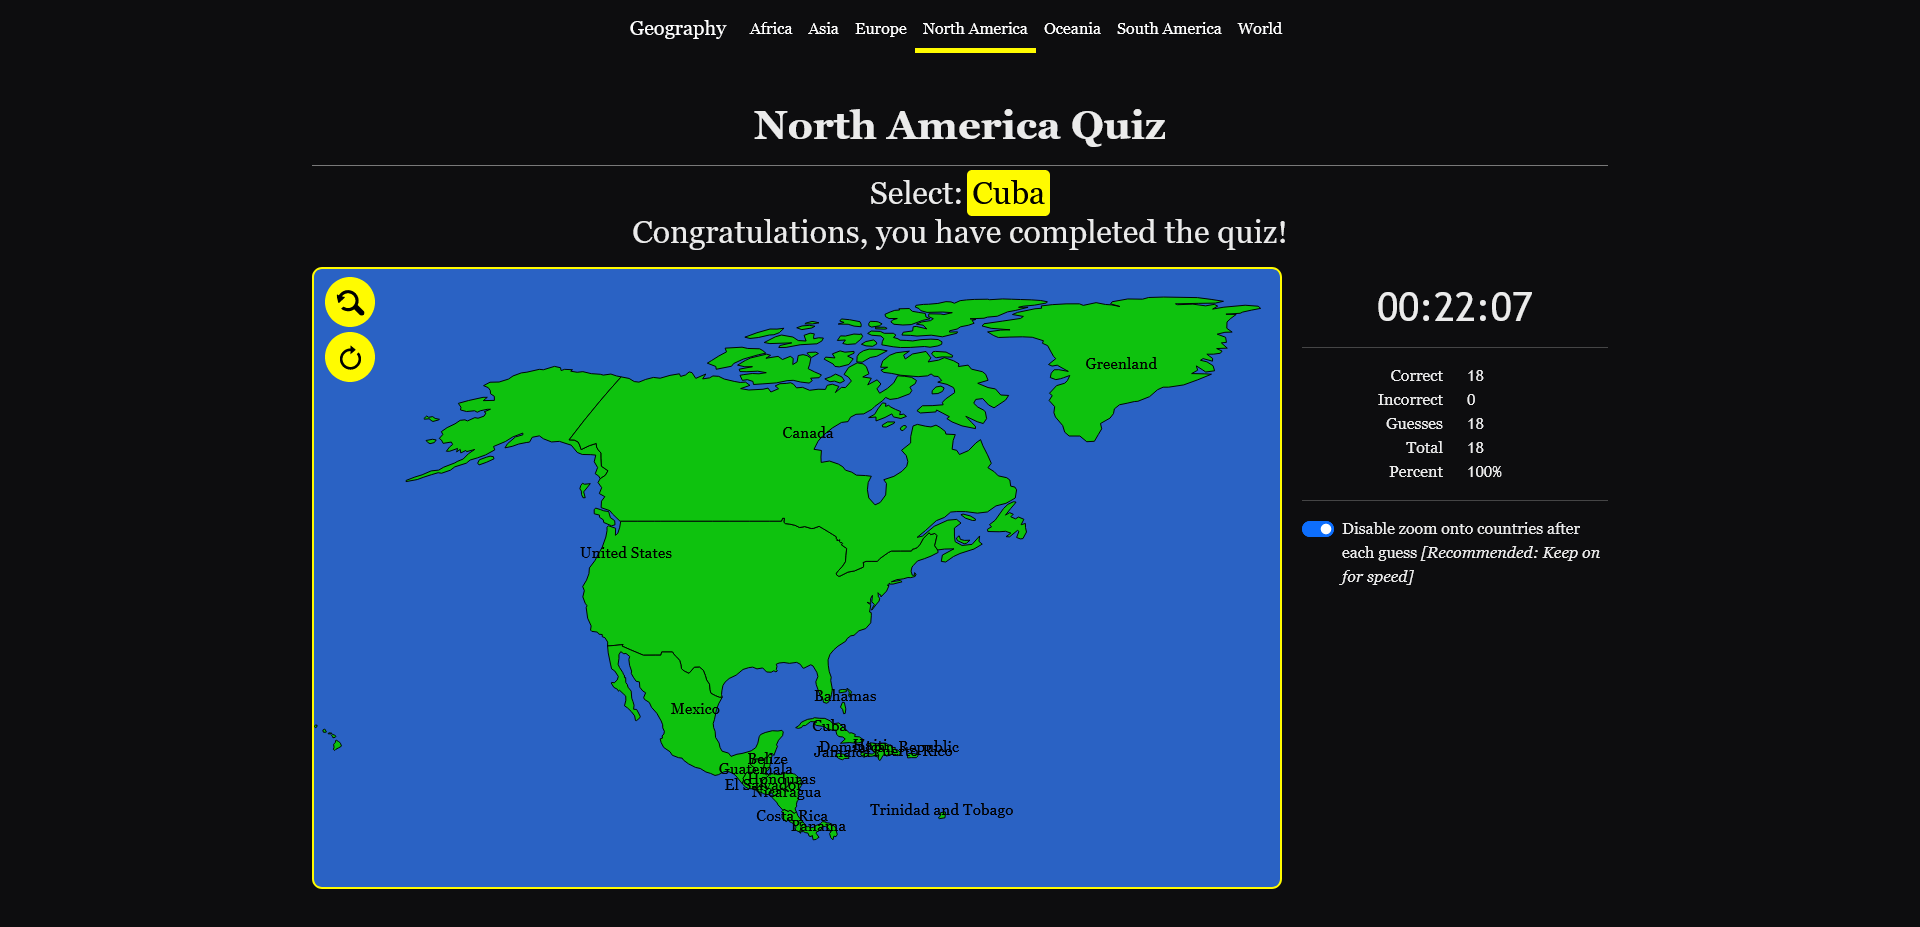 Geography Africa Asia Europe North America Oceania South America World
North America Quiz
Select: Cuba
Congratulations, you have completed the quiz!
00:22:07
Correct 18
Incorrect 0
Guesses 18
Total 18
Percent 100%
Disable zoom onto countries after
each guess [Recommended: Keep on
for speed]
Greenland
Canada
United States
Bahamas
Mexico
Cuba
Haiti
Dominican Republic
Jamaica Puerto Rico
Belize
Guatemala
Honduras
El Salvador
Nicaragua
Trinidad and Tobago
Costa Rica
Panama